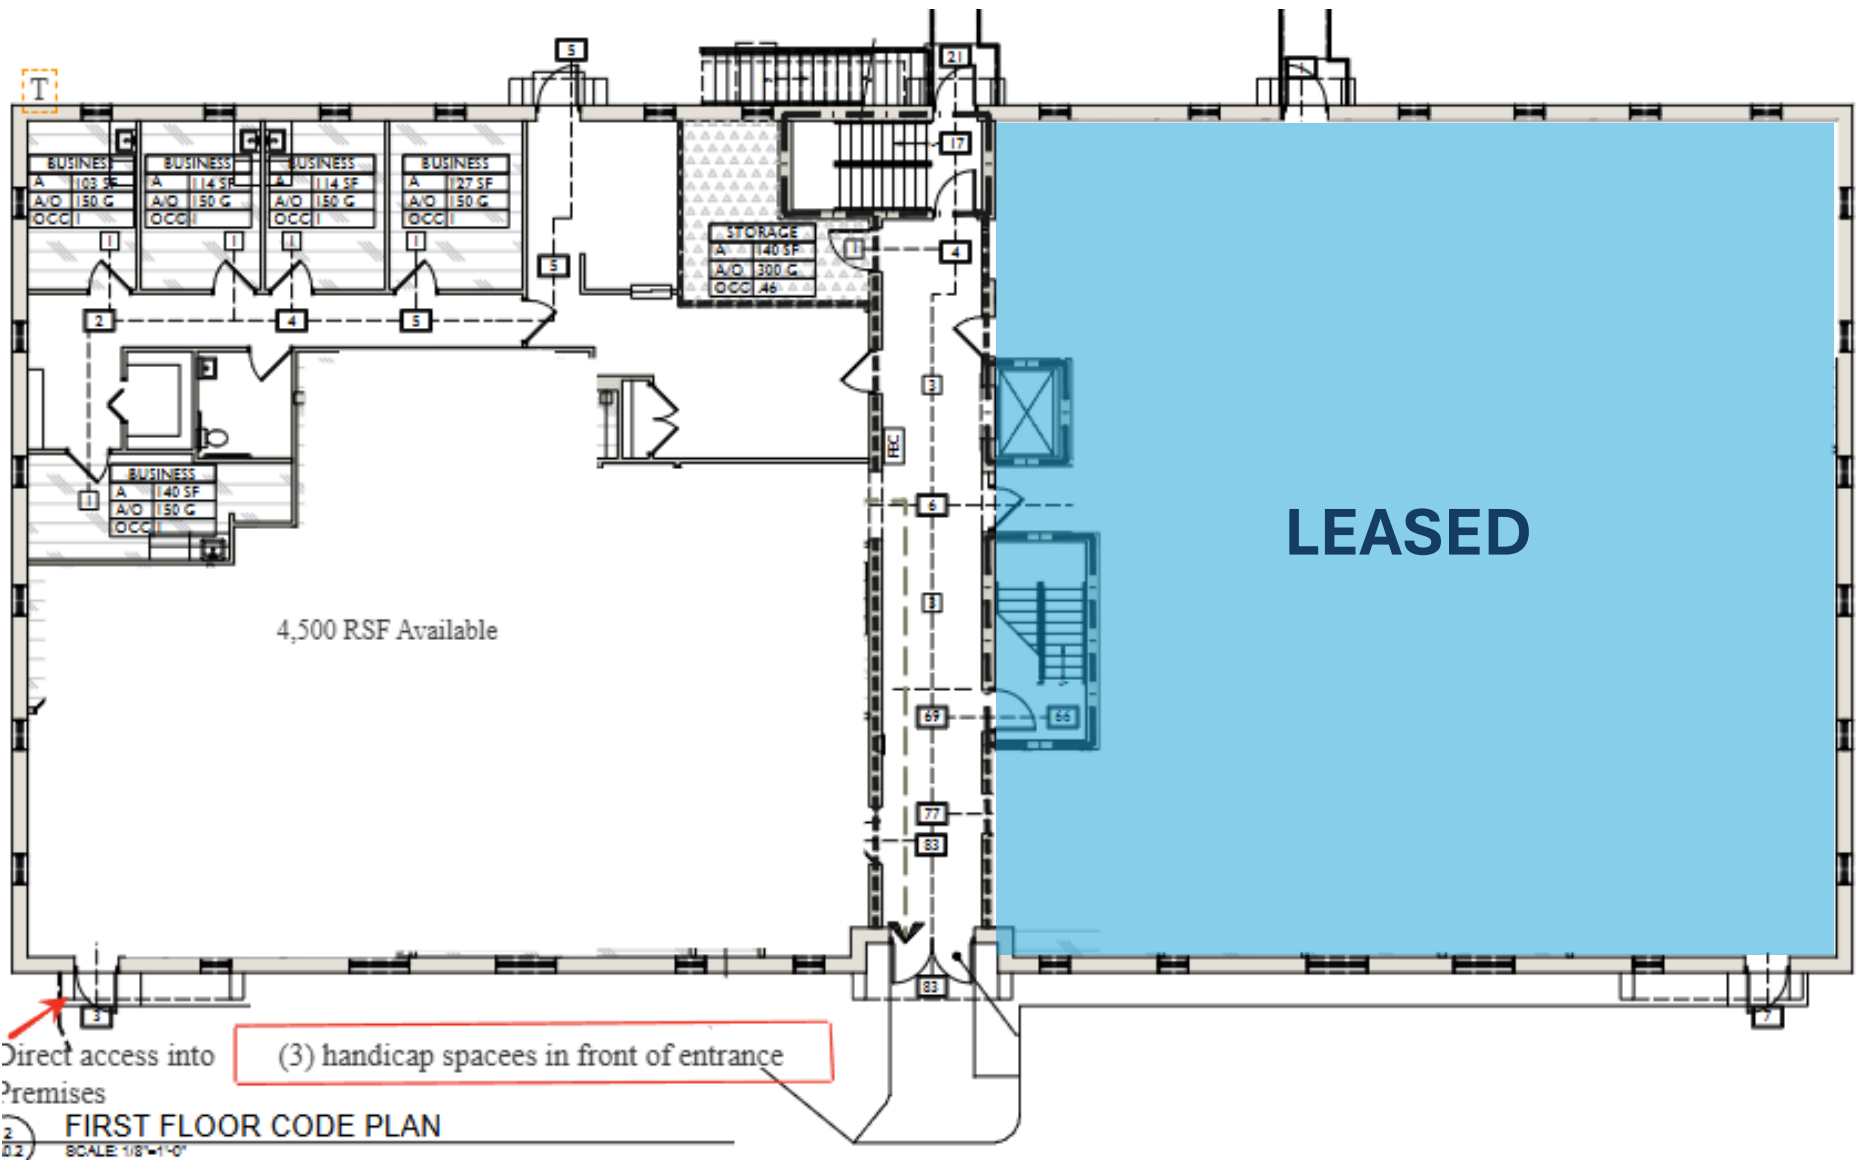 5
21
T
BUSINESS
A 103 SF
A/O 150 G
OCC 1
BUSINESS
A 114 SF
A/O 150 G
OCC 1
BUSINESS
A 114 SF
A/O 150 G
OCC 1
BUSINESS
A 127 SF
A/O 150 G
OCC 1
17
1
1
1
1
STORAGE
A 140 SF
A/O 300 G
OCC .46
1
4
5
2
4
5
3
FEC
BUSINESS
A 140 SF
A/O 150 G
OCC 1
1
6
LEASED
3
4,500 RSF Available
69
66
77
83
83
3
7
Direct access into
Premises
(3) handicap spacees in front of entrance
2
0.2
FIRST FLOOR CODE PLAN
SCALE: 1/8"=1'-0"